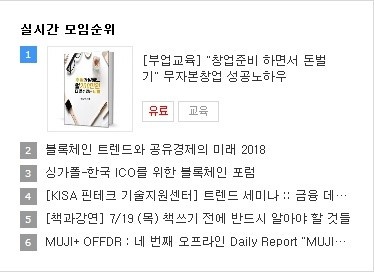 실시간 모임순위
1
[부업교육] "창업준비 하면서 돈벌
기" 무자본창업 성공노하우
유료
교육
2 블록체인 트렌드와 공유경제의 미래 2018
3 싱가폴-한국 ICO를 위한 블록체인 포럼
4 [KISA 핀테크 기술지원센터] 트렌드 세미나 :: 금융 데…
5 [책과강연] 7/19 (목) 책쓰기 전에 반드시 알아야 할 것들
6 MUJI+ OFFDR : 네 번째 오프라인 Daily Report "MUJI…